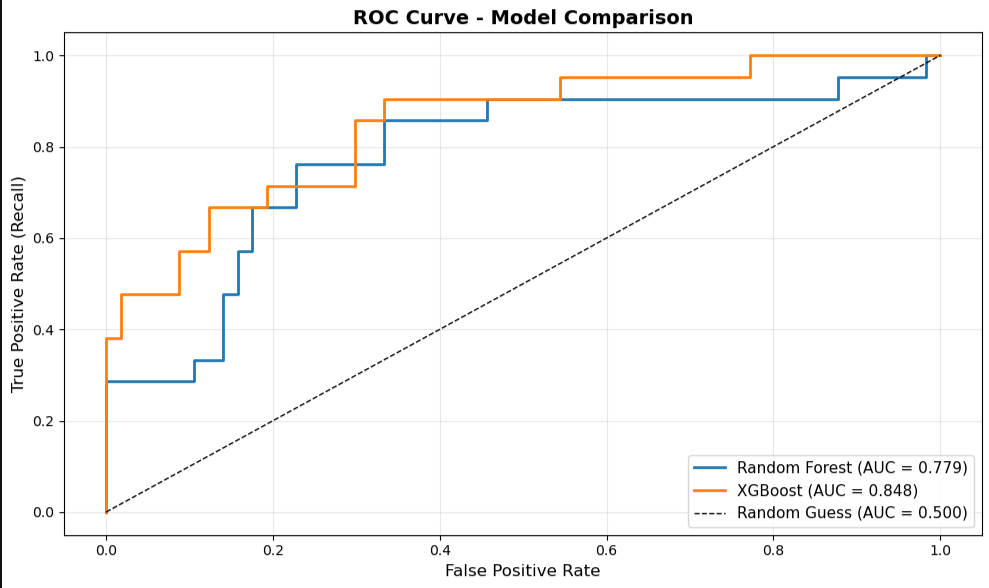 ROC Curve - Model Comparison
1.0
0.8
0.6
0.4
0.2
0.0
True Positive Rate (Recall)
Random Forest (AUC = 0.779)
XGBoost (AUC = 0.848)
Random Guess (AUC = 0.500)
0.0 0.2 0.4 0.6 0.8 1.0
False Positive Rate